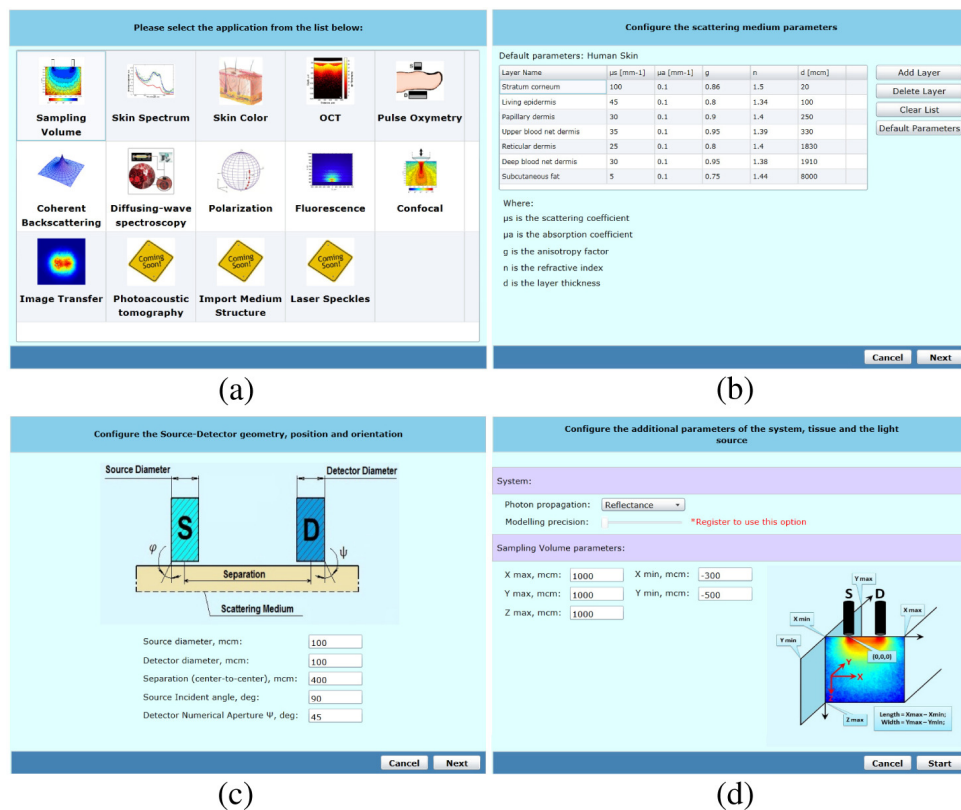 Please select the application from the list below:
Sampling Volume
Skin Spectrum
Skin Color
OCT
Pulse Oxymetry
Coherent Backscattering
Diffusing-wave spectroscopy
Polarization
Fluorescence
Confocal
Coming Soon!
Coming Soon!
Coming Soon!
Image Transfer
Photoacoustic tomography
Import Medium Structure
Laser Speckles
(a)
Configure the scattering medium parameters
Default parameters: Human Skin
Layer Name μs [mm-1] μa [mm-1] g n d [mcm]
Stratum corneum 100 0.1 0.86 1.5 20
Living epidermis 45 0.1 0.8 1.34 100
Papillary dermis 30 0.1 0.9 1.4 250
Upper blood net dermis 35 0.1 0.95 1.39 330
Reticular dermis 25 0.1 0.8 1.4 1830
Deep blood net dermis 30 0.1 0.95 1.38 1910
Subcutaneous fat 5 0.1 0.75 1.44 8000
Add Layer
Delete Layer
Clear List
Default Parameters
Where:
μs is the scattering coefficient
μa is the absorption coefficient
g is the anisotropy factor
n is the refractive index
d is the layer thickness
Cancel Next
(b)
Configure the Source-Detector geometry, position and orientation
Source Diameter Detector Diameter
S D
φ ψ
Separation
Scattering Medium
Source diameter, mcm: 100
Detector diameter, mcm: 100
Separation (center-to-center), mcm: 400
Source Incident angle, deg: 90
Detector Numerical Aperture Ψ, deg: 45
Cancel Next
(c)
Configure the additional parameters of the system, tissue and the light
source
System:
Photon propagation: Reflectance
Modelling precision: *Register to use this option
Sampling Volume parameters:
X max, mcm: 1000 X min, mcm: -300
Y max, mcm: 1000 Y min, mcm: -500
Z max, mcm: 1000
Y max
S D
X min X max
Y min
(0,0,0)
Y
X
Z max
Length = Xmax – Xmin;
Width = Ymax – Ymin;
Cancel Start
(d)